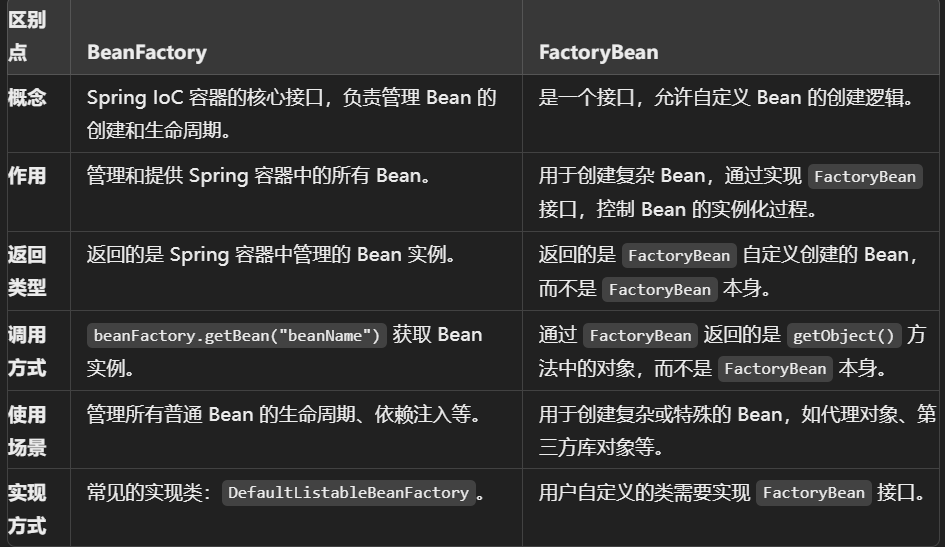 区别
点
BeanFactory
FactoryBean
概念
Spring IoC 容器的核心接口，负责管理 Bean 的
创建和生命周期。
是一个接口，允许自定义 Bean 的创建逻辑。
作用
管理和提供 Spring 容器中的所有 Bean。
用于创建复杂 Bean，通过实现 FactoryBean
接口，控制 Bean 的实例化过程。
返回
类型
返回的是 Spring 容器中管理的 Bean 实例。
返回的是 FactoryBean 自定义创建的 Bean，
而不是 FactoryBean 本身。
调用
方式
beanFactory.getBean("beanName") 获取 Bean
实例。
通过 FactoryBean 返回的是 getObject() 方
法中的对象，而不是 FactoryBean 本身。
使用
场景
管理所有普通 Bean 的生命周期、依赖注入等。
用于创建复杂或特殊的 Bean，如代理对象、第
三方库对象等。
实现
方式
常见的实现类：DefaultListableBeanFactory。
用户自定义的类需要实现 FactoryBean 接口。